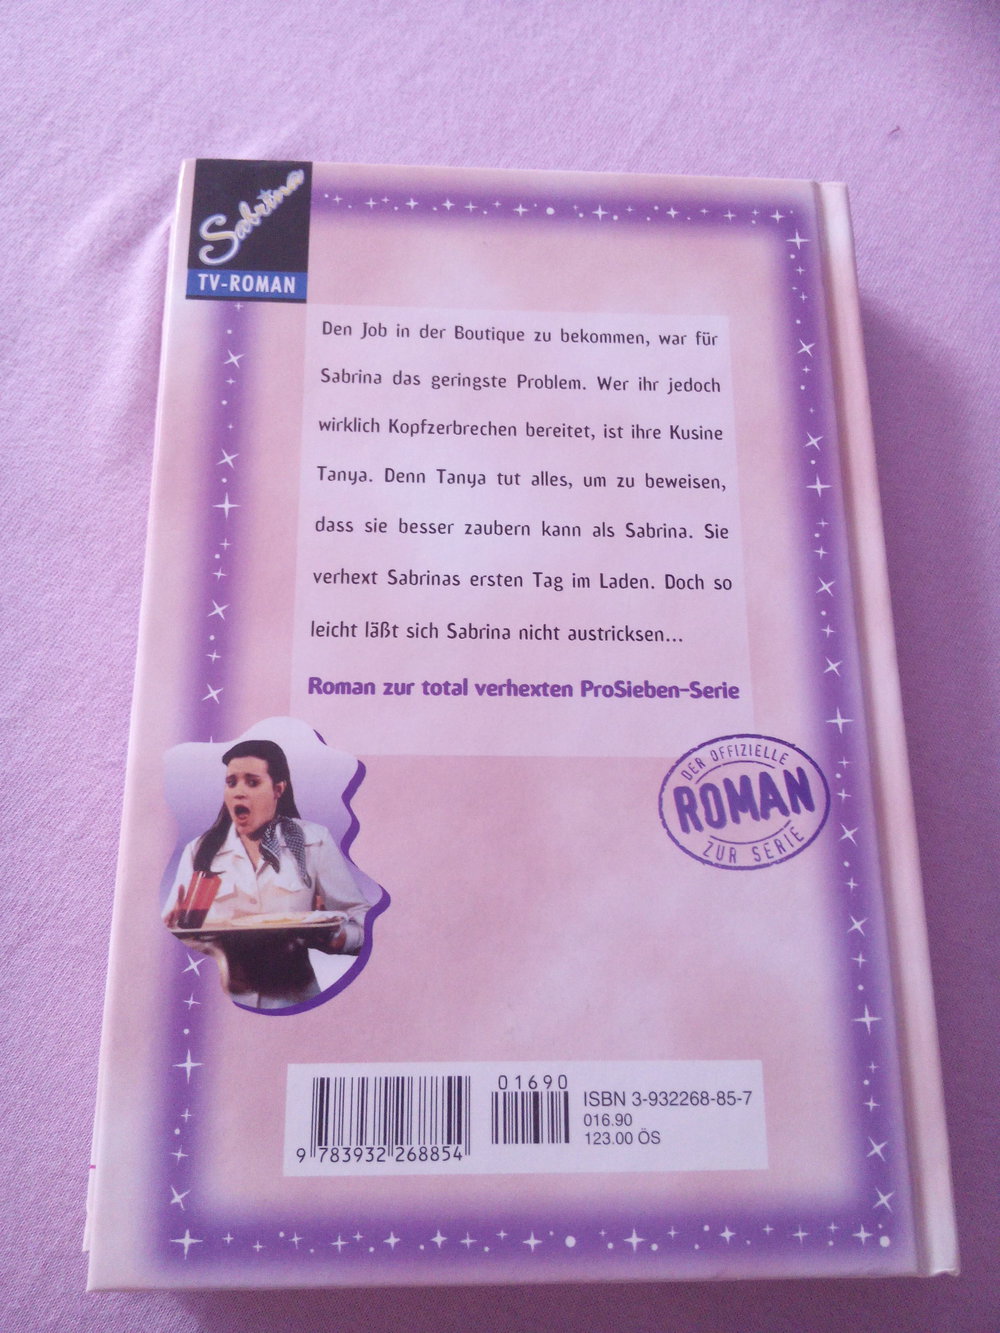 Sabrina
TV-ROMAN
Den Job in der Boutique zu bekommen, war für
Sabrina das geringste Problem. Wer ihr jedoch
wirklich Kopfzerbrechen bereitet, ist ihre Kusine
Tanya. Denn Tanya tut alles, um zu beweisen,
dass sie besser zaubern kann als Sabrina. Sie
verhext Sabrinas ersten Tag im Laden. Doch so
leicht läßt sich Sabrina nicht austricksen...
Roman zur total verhexten ProSieben-Serie
DER OFFIZIELLE
ROMAN
ZUR SERIE
01690
9 783932 268854
ISBN 3-932268-85-7
016.90
123.00 ÖS